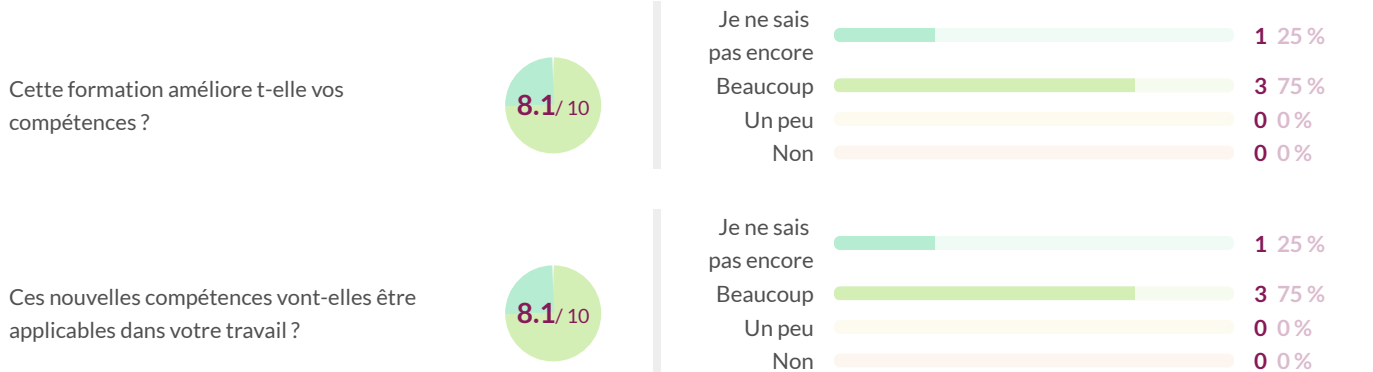 Cette formation améliore t-elle vos
compétences ?
8.1/ 10
Je ne sais
pas encore
1 25 %
Beaucoup 3 75 %
Un peu 0 0 %
Non 0 0 %
Ces nouvelles compétences vont-elles être
applicables dans votre travail ?
8.1/ 10
Je ne sais
pas encore
1 25 %
Beaucoup 3 75 %
Un peu 0 0 %
Non 0 0 %